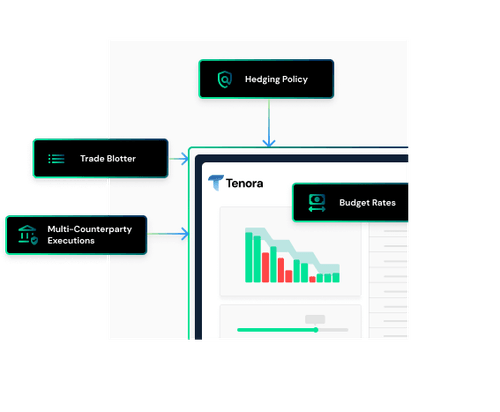 Hedging Policy
Trade Blotter
Tenora
Budget Rates
Multi-Counterparty
Executions